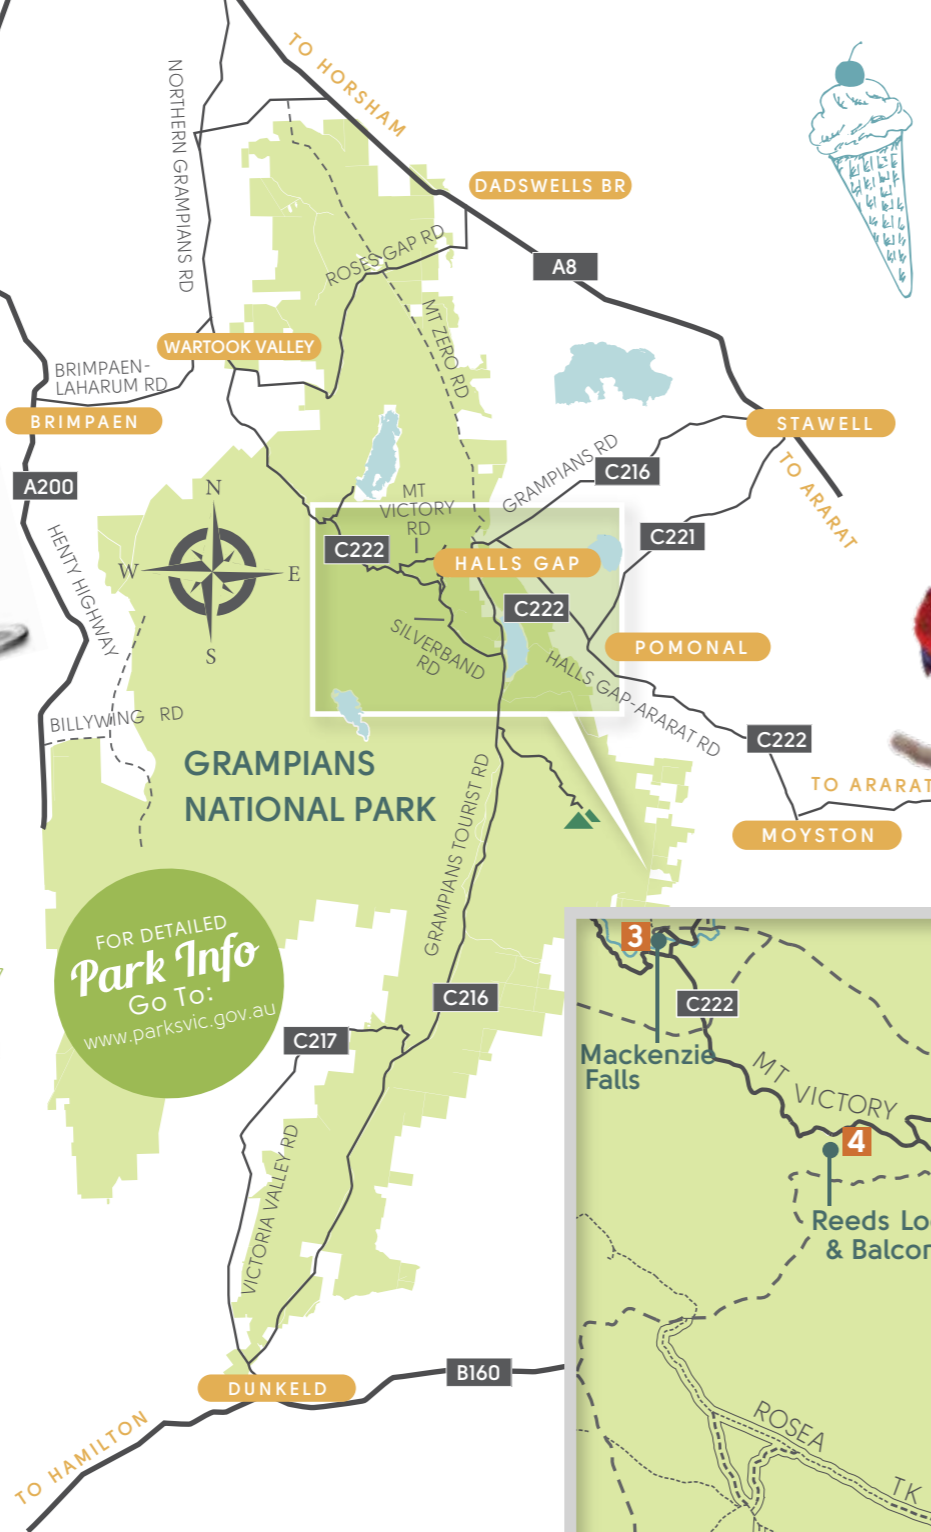 TO HORSHAM
NORTHERN GRAMPIANS RD
DADSWELLS BR
ROSES GAP RD
A8
MT ZERO RD
WARTOOK VALLEY
BRIMPAEN-
LAHARUM RD
BRIMPAEN
STAWELL
GRAMPIANS RD
C216
TO ARARAT
A200
N
MT
VICTORY
RD
C222
C221
HENTY HIGHWAY
W
E
HALLS GAP
C222
S
SILVERBAND
RD
POMONAL
HALLS GAP-ARARAT RD
BILLYWING RD
C222
GRAMPIANS
NATIONAL PARK
TO ARARAT
MOYSTON
GRAMPIANS TOURIST RD
FOR DETAILED
Park Info
Go To:
www.parksvic.gov.au
C216
C217
VICTORIA VALLEY RD
DUNKELD
B160
TO HAMILTON
3
C222
Mackenzie
Falls
MT VICTORY
4
Reeds Lo
& Balcon
ROSEA
TK